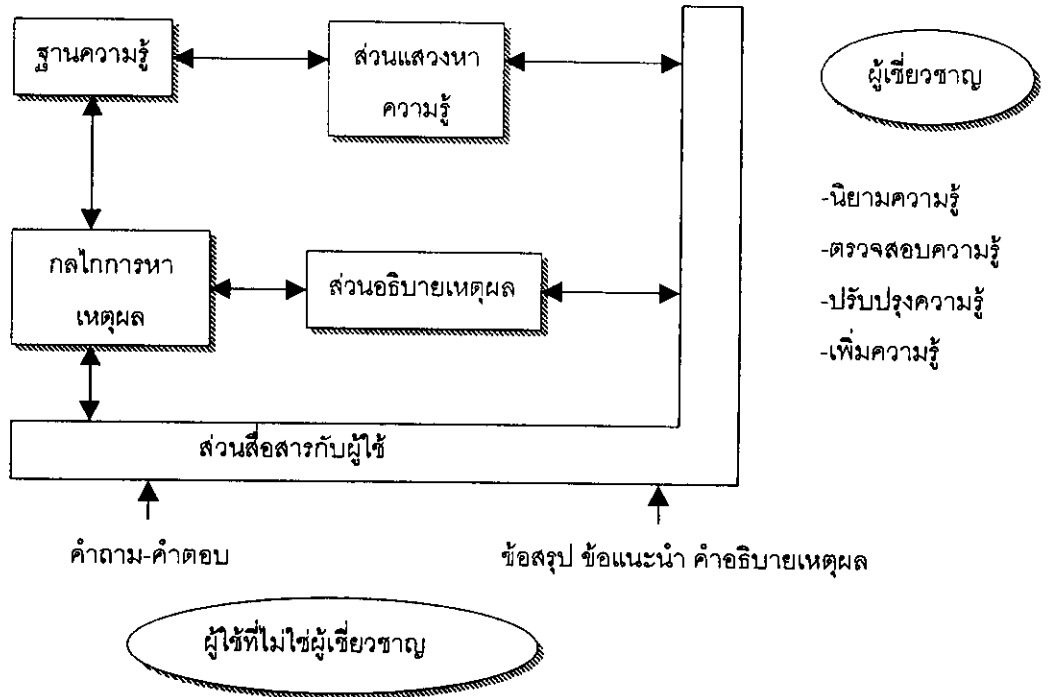 ฐานความรู้
ส่วนแสวงหา
ความรู้
ผู้เชี่ยวชาญ
-นิยามความรู้
-ตรวจสอบความรู้
-ปรับปรุงความรู้
-เพิ่มความรู้
กลไกการหา
เหตุผล
ส่วนอธิบายเหตุผล
ส่วนสื่อสารกับผู้ใช้
คำถาม-คำตอบ
ข้อสรุป ข้อแนะนำ คำอธิบายเหตุผล
ผู้ใช้ที่ไม่ใช่ผู้เชี่ยวชาญ